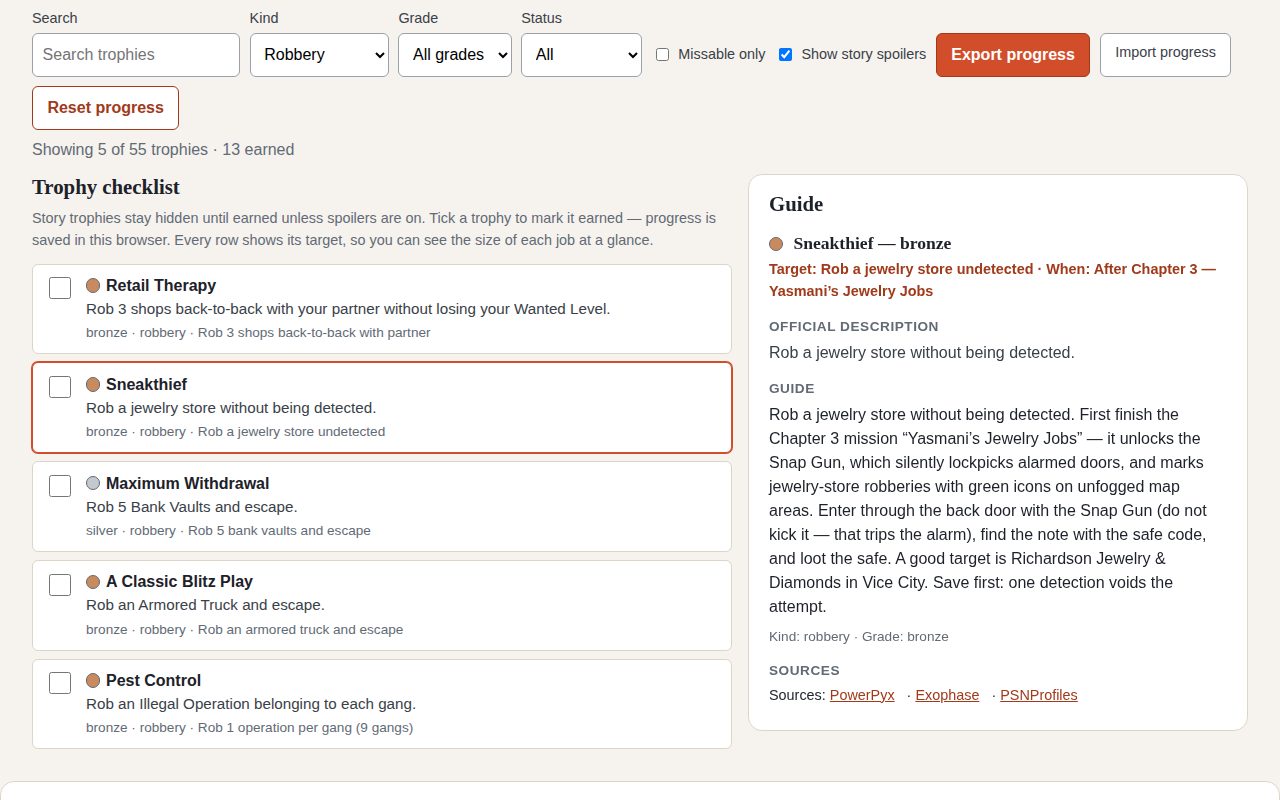 Search
Kind
Grade
Status
Search trophies
Robbery
All grades
All
Missable only
Show story spoilers
Export progress
Import progress
Reset progress
Showing 5 of 55 trophies · 13 earned
Trophy checklist
Story trophies stay hidden until earned unless spoilers are on. Tick a trophy to mark it earned — progress is
saved in this browser. Every row shows its target, so you can see the size of each job at a glance.
Retail Therapy
Rob 3 shops back-to-back with your partner without losing your Wanted Level.
bronze · robbery · Rob 3 shops back-to-back with partner
Sneakthief
Rob a jewelry store without being detected.
bronze · robbery · Rob a jewelry store undetected
Maximum Withdrawal
Rob 5 Bank Vaults and escape.
silver · robbery · Rob 5 bank vaults and escape
A Classic Blitz Play
Rob an Armored Truck and escape.
bronze · robbery · Rob an armored truck and escape
Pest Control
Rob an Illegal Operation belonging to each gang.
bronze · robbery · Rob 1 operation per gang (9 gangs)
Guide
Sneakthief — bronze
Target: Rob a jewelry store undetected · When: After Chapter 3 —
Yasmani’s Jewelry Jobs
OFFICIAL DESCRIPTION
Rob a jewelry store without being detected.
GUIDE
Rob a jewelry store without being detected. First finish the
Chapter 3 mission “Yasmani’s Jewelry Jobs” — it unlocks the
Snap Gun, which silently lockpicks alarmed doors, and marks
jewelry-store robberies with green icons on unfogged map
areas. Enter through the back door with the Snap Gun (do not
kick it — that trips the alarm), find the note with the safe code,
and loot the safe. A good target is Richardson Jewelry &
Diamonds in Vice City. Save first: one detection voids the
attempt.
Kind: robbery · Grade: bronze
SOURCES
Sources: PowerPyx · Exophase · PSNProfiles